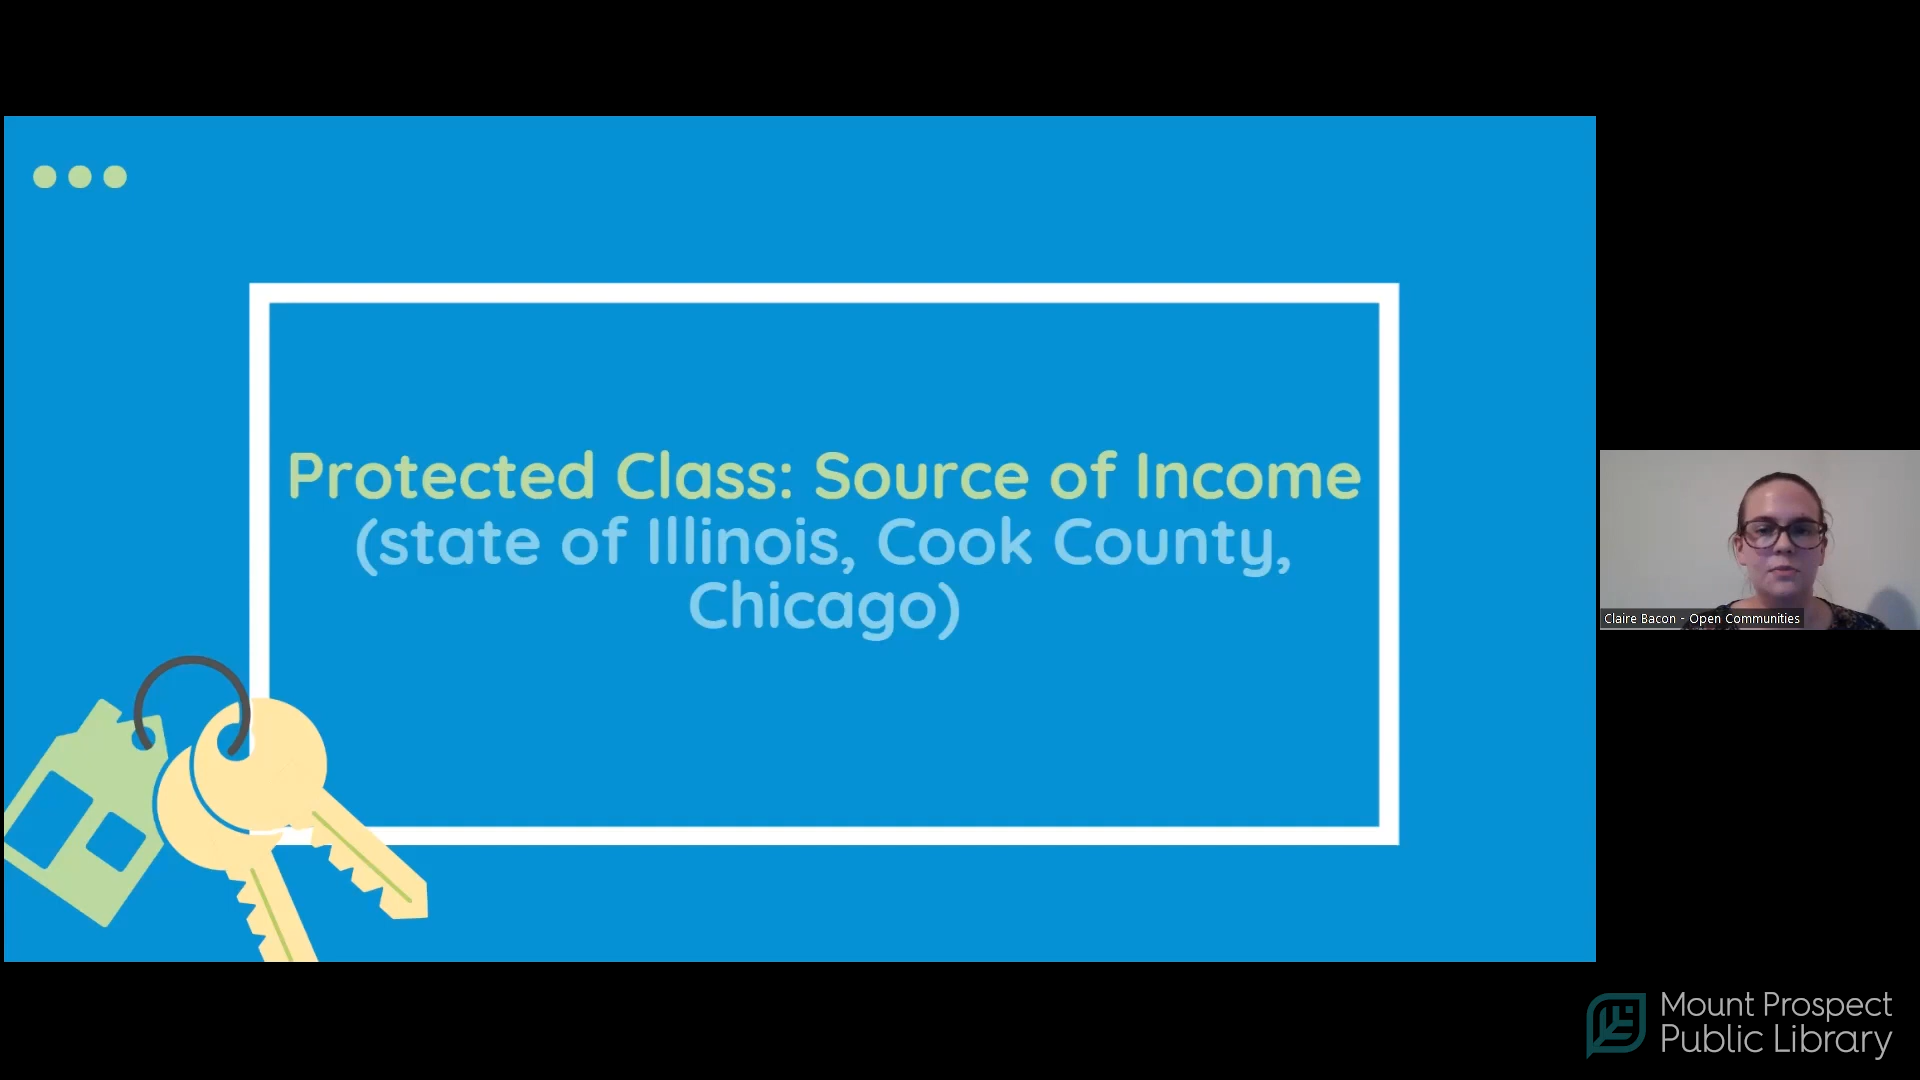 Protected Class: Source of Income
(state of Illinois, Cook County,
Chicago)
Claire Bacon - Open Communities
Mount Prospect
Public Library